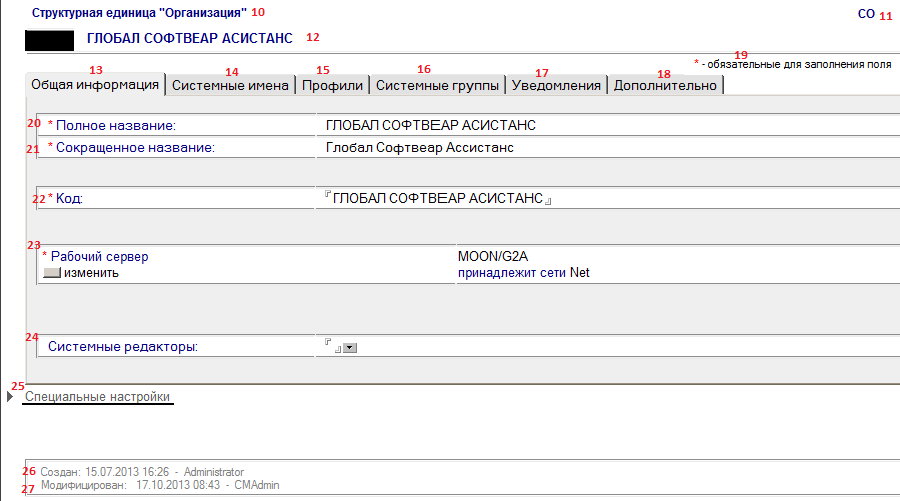 Структурная единица "Организация" 10
СО 11
ГЛОБАЛ СОФТВЕАР АСИСТАНС 12
19
* - обязательные для заполнения поля
13 14 15 16 17 18
Общая информация Системные имена Профили Системные группы Уведомления Дополнительно
20 * Полное название: ГЛОБАЛ СОФТВЕАР АСИСТАНС
21 * Сокращенное название: Глобал Софтвеар Ассистанс
22 * Код: ГЛОБАЛ СОФТВЕАР АСИСТАНС
23 * Рабочий сервер MOON/G2A
изменить принадлежит сети Net
24 Системные редакторы:
25 Специальные настройки
26 Создан: 15.07.2013 16:26 - Administrator
27 Модифицирован: 17.10.2013 08:43 - CMAdmin